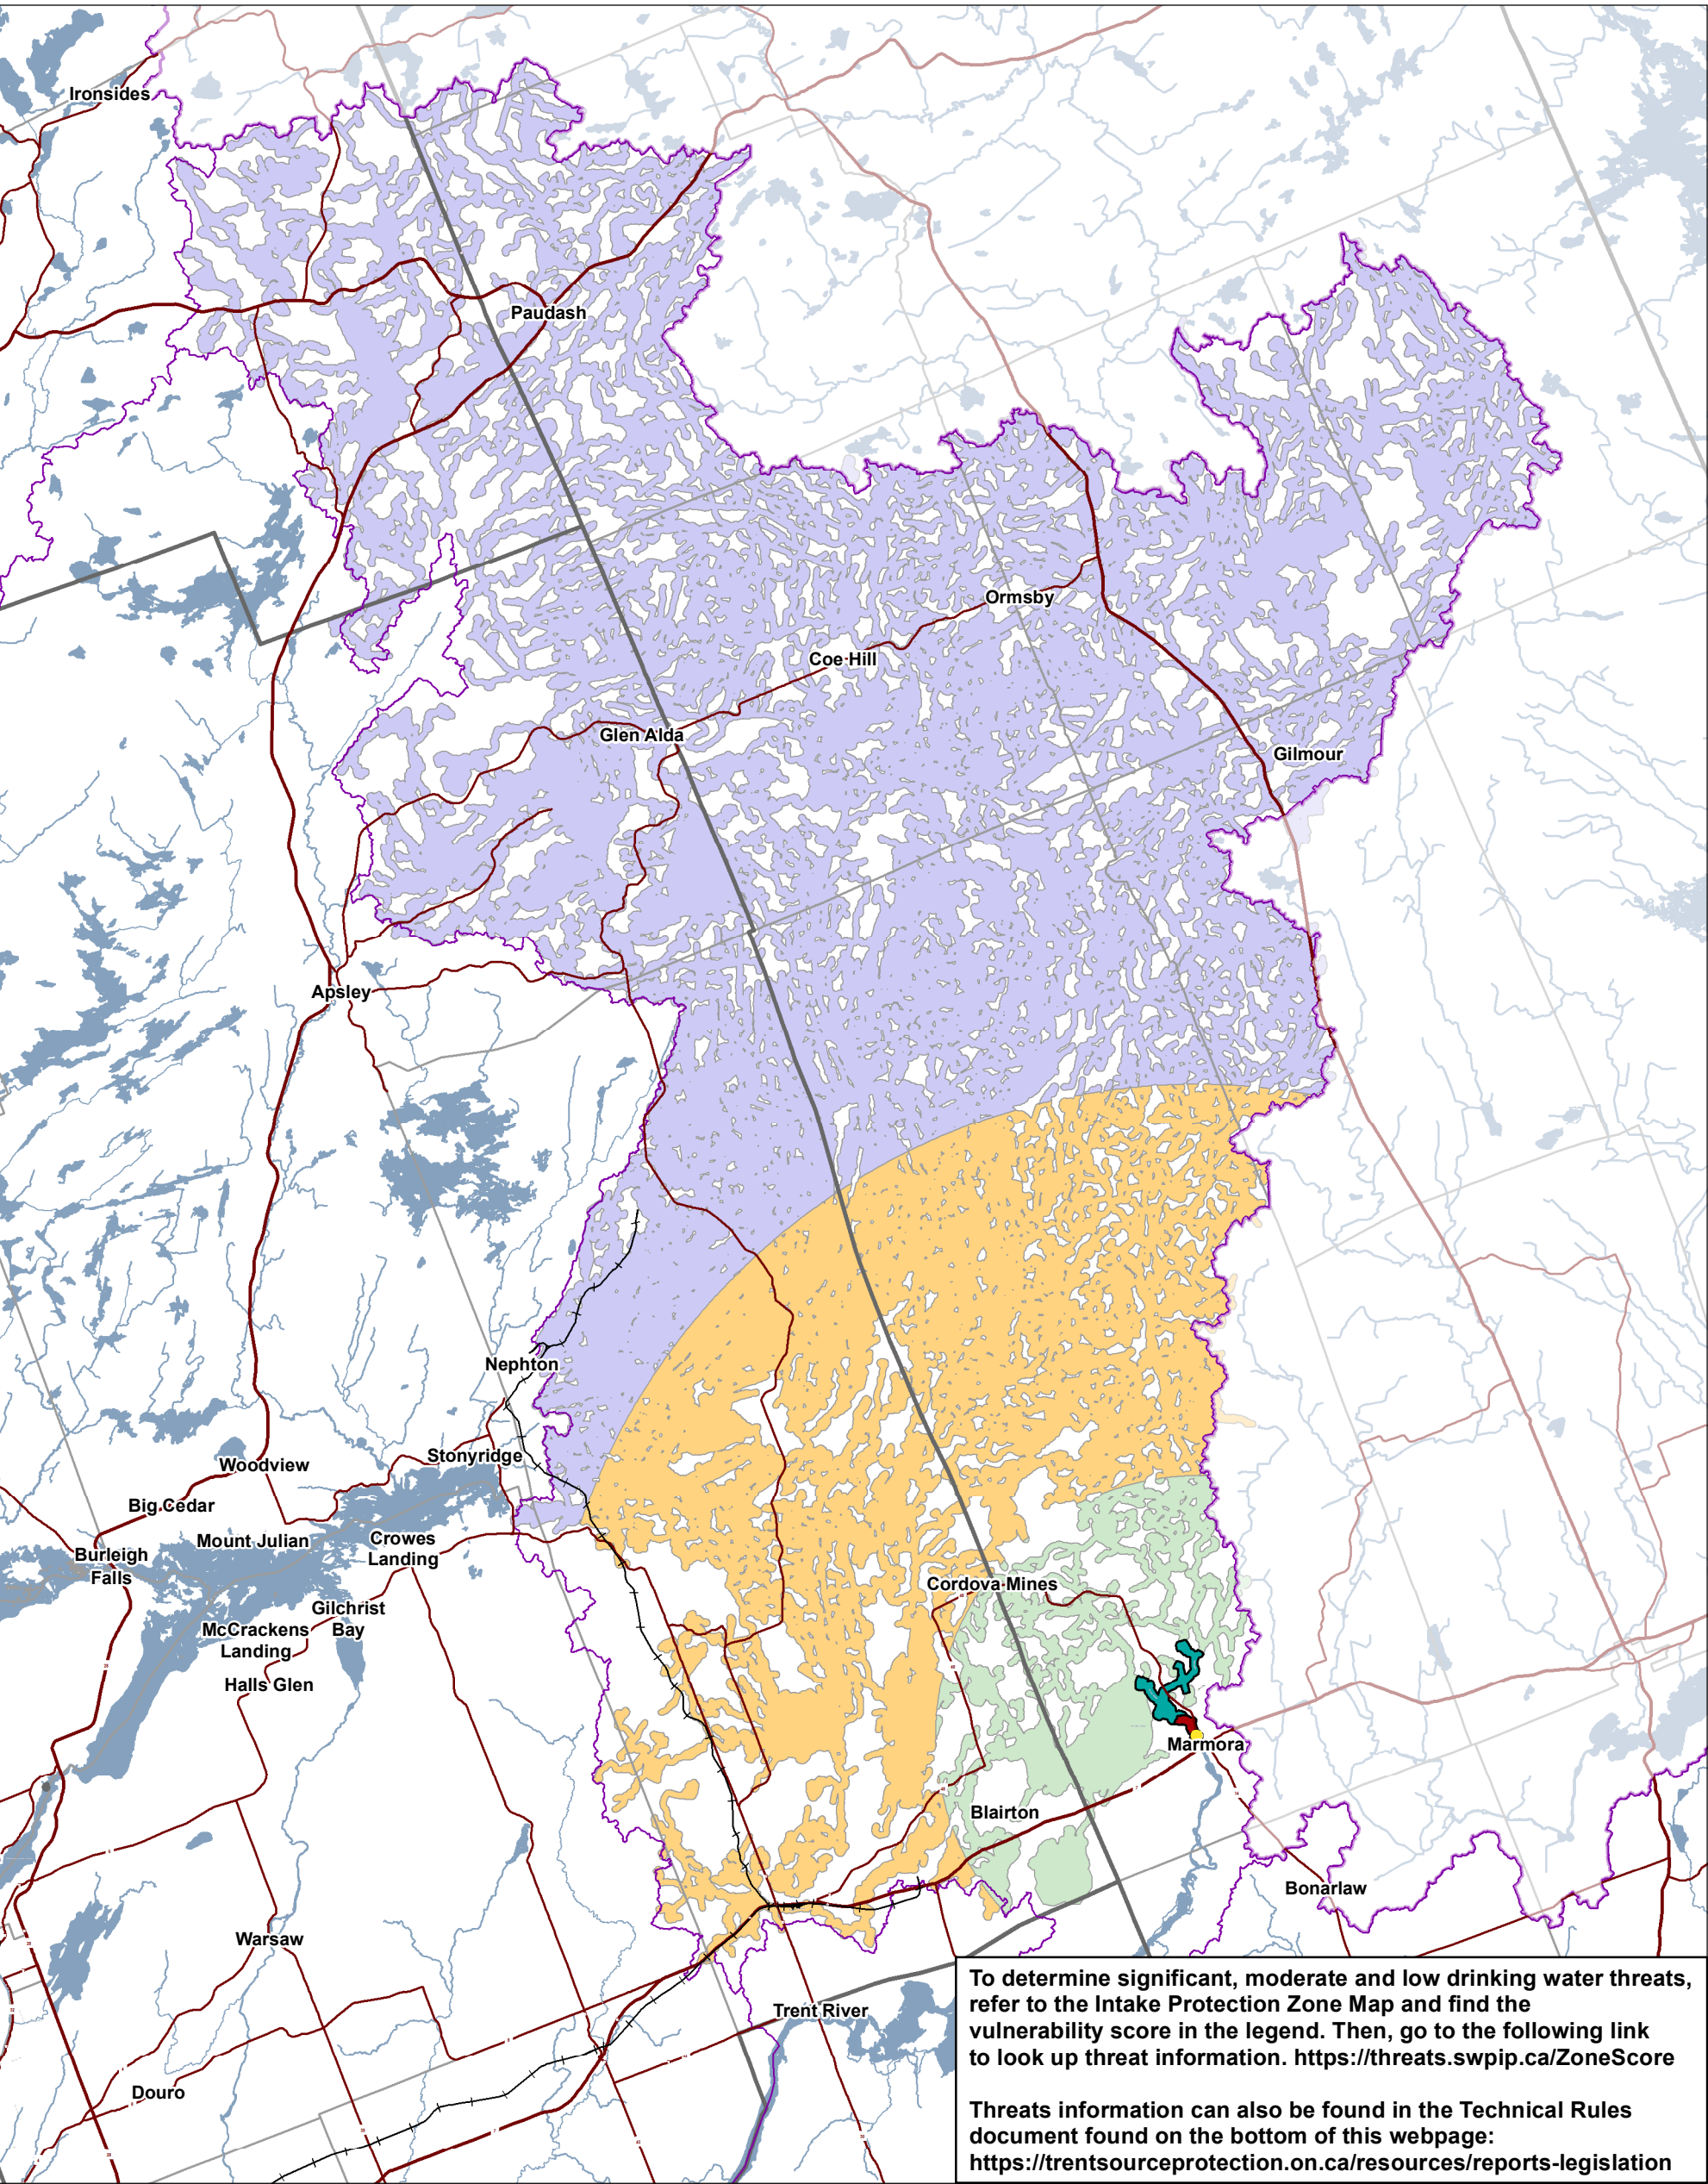 Ironsides
Paudash
Ormsby
Coe Hill
Glen Alda
Gilmour
Apsley
Nephton
Stonyridge
Woodview
Big Cedar
Mount Julian
Crowes
Landing
Burleigh
Falls
Cordova Mines
Gilchrist
Bay
McCrackens
Landing
Halls Glen
Marmora
Blairton
Bonarlaw
Warsaw
Trent River
Douro
To determine significant, moderate and low drinking water threats,
refer to the Intake Protection Zone Map and find the
vulnerability score in the legend. Then, go to the following link
to look up threat information. https://threats.swpip.ca/ZoneScore
Threats information can also be found in the Technical Rules
document found on the bottom of this webpage:
https://trentsourceprotection.on.ca/resources/reports-legislation